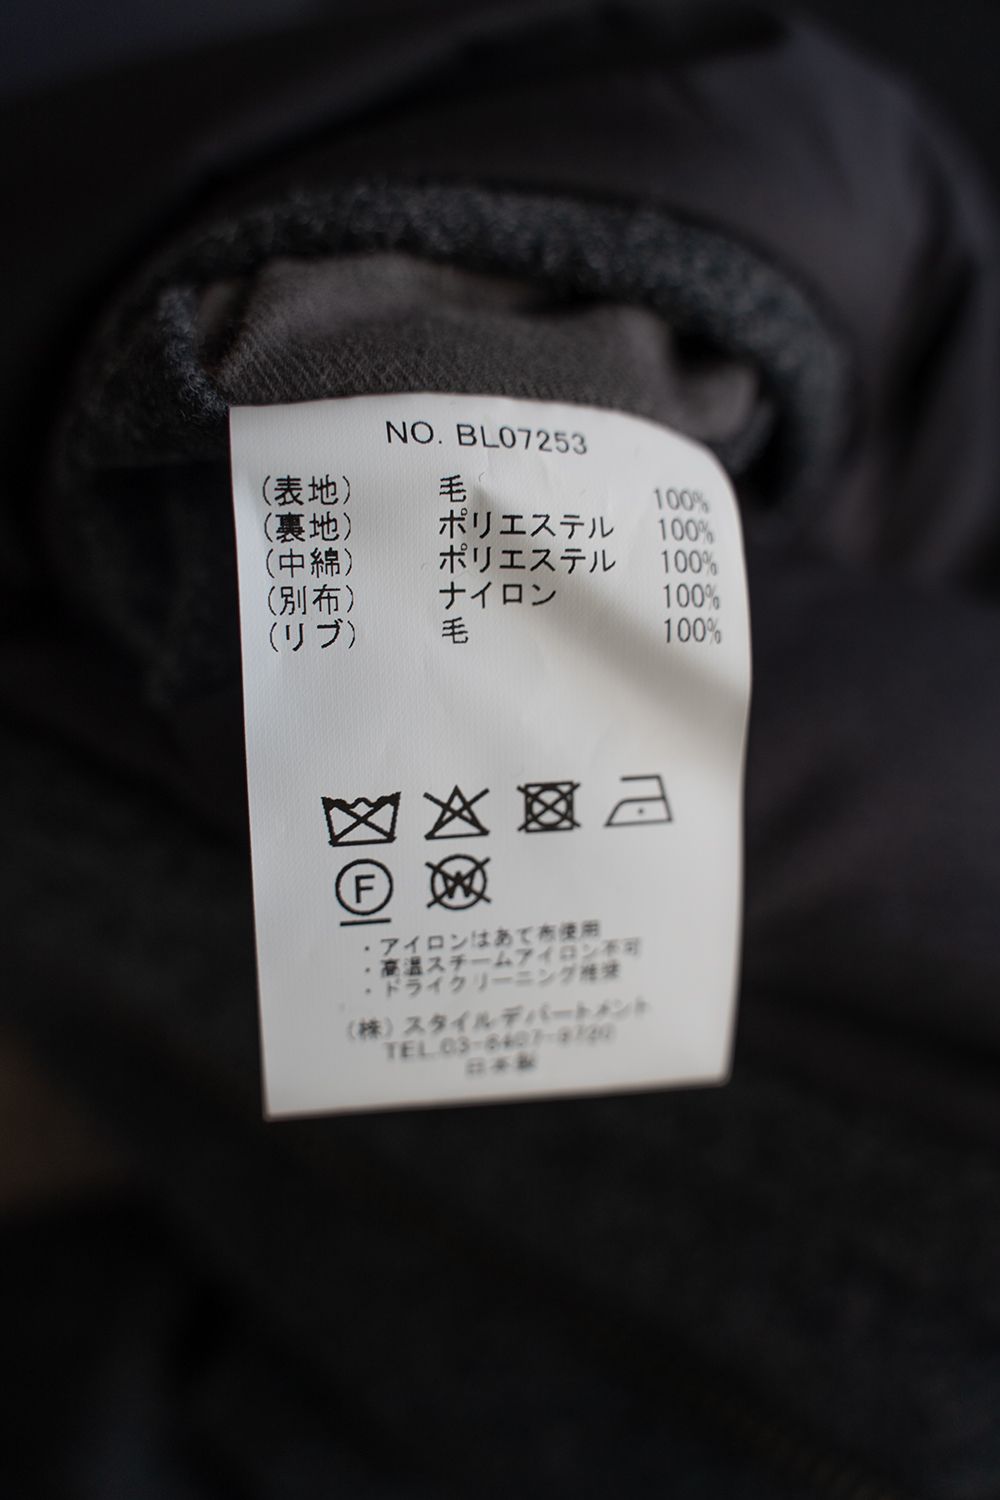 NO. BL07253
(表地) 毛 100%
(裏地) ポリエステル 100%
(中綿) ポリエステル 100%
(別布) ナイロン 100%
(リブ) 毛 100%
F W
・アイロンはあて布使用
・高温スチームアイロン不可
・ドライクリーニング推奨
(株)スタイルデパートメント
TEL.03-
日本製